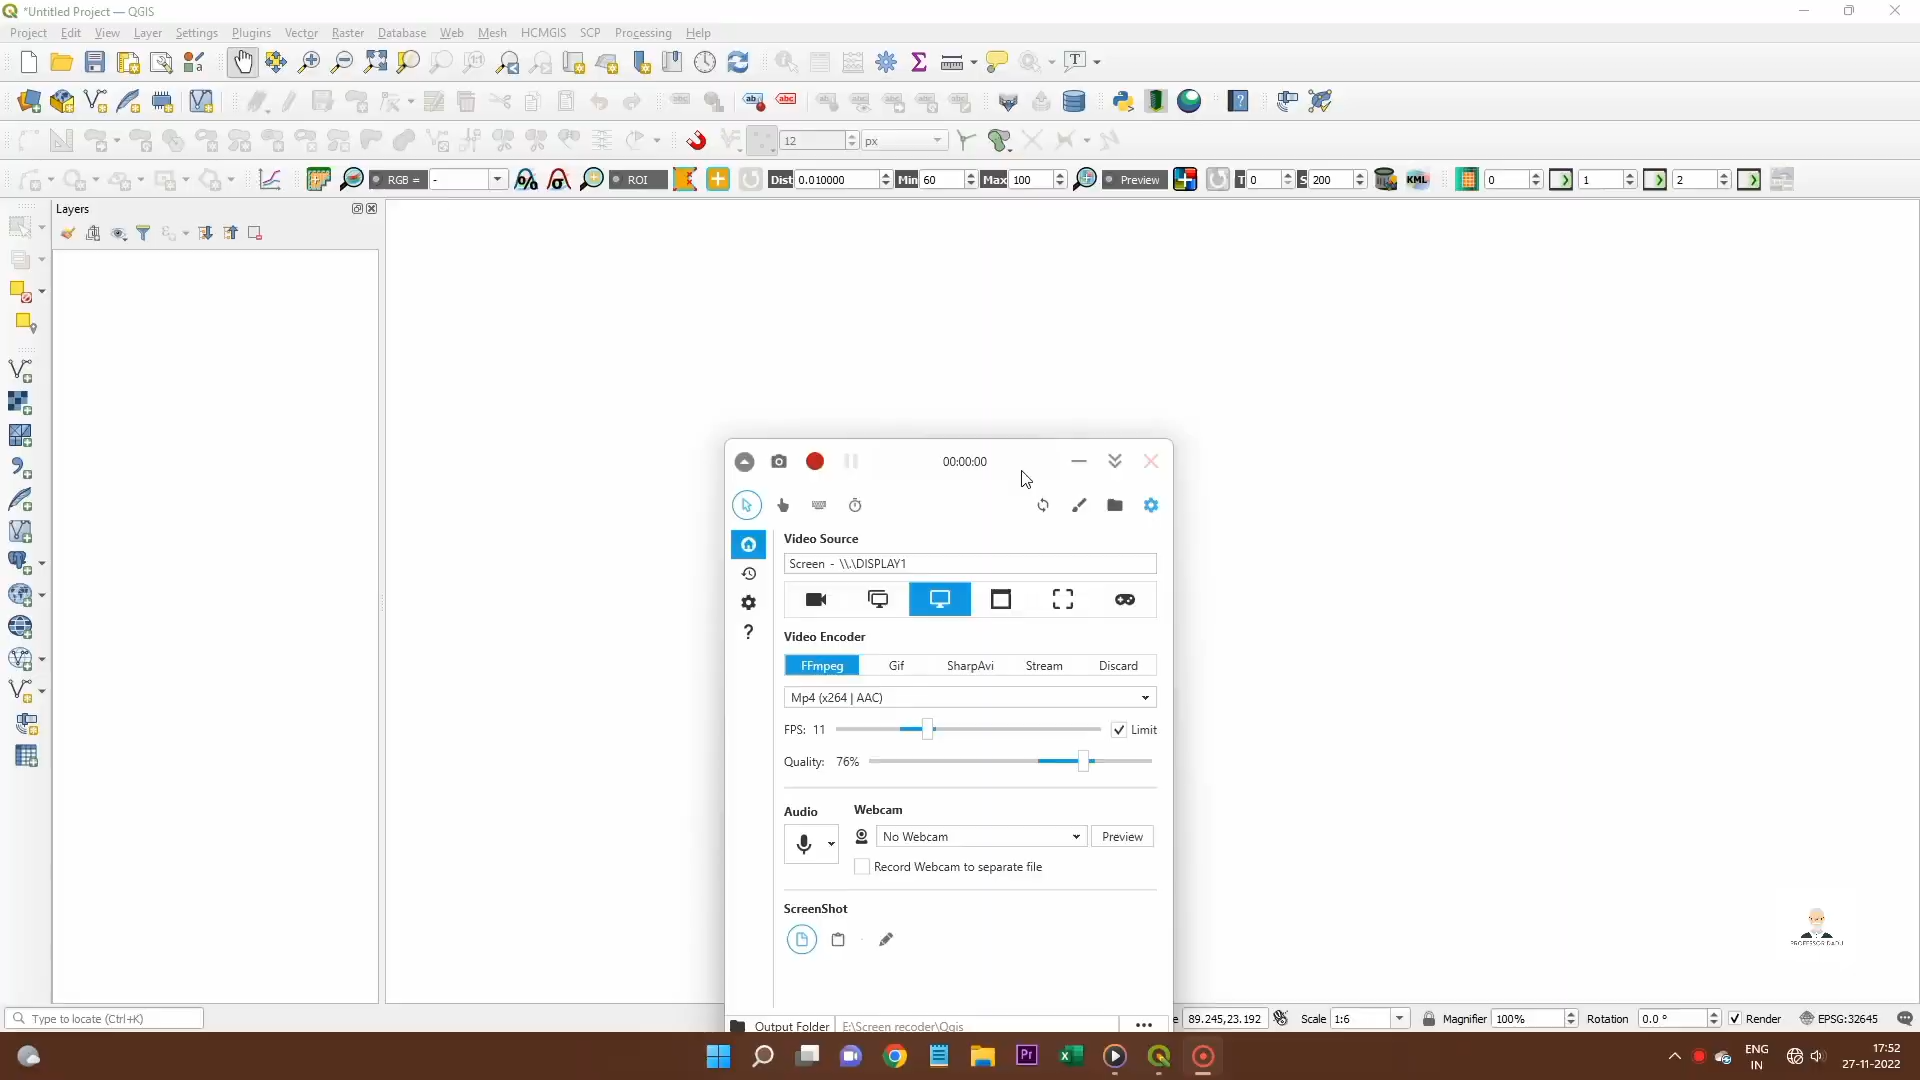 *Untitled Project — QGIS
Project Edit View Layer Settings Plugins Vector Raster Database Web Mesh HCMGIS SCP Processing Help
12 px
RGB = - ROI Dist 0.010000 Min 60 Max 100 Preview T 0 S 200 KML 0 1 2
Layers
00:00:00
Video Source
Screen - \\.\DISPLAY1
Video Encoder
FFmpeg Gif SharpAvi Stream Discard
Mp4 (x264 | AAC)
FPS: 11 Limit
Quality: 76%
Audio Webcam
No Webcam Preview
Record Webcam to separate file
ScreenShot
PROFESSOR DADU
Output Folder E:\Screen recoder\Qgis ...
Type to locate (Ctrl+K) 89.245,23.192 Scale 1:6 Magnifier 100% Rotation 0.0 ° Render EPSG:32645
Pr ENG 17:52
IN 27-11-2022